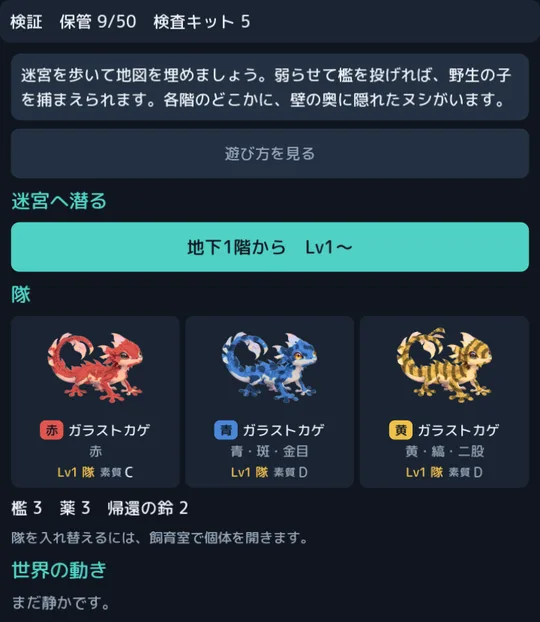 検証　保管 9/50　検査キット 5
迷宮を歩いて地図を埋めましょう。弱らせて檻を投げれば、野生の子
を捕まえられます。各階のどこかに、壁の奥に隠れたヌシがいます。
遊び方を見る
迷宮へ潜る
地下1階から　Lv1～
隊
赤 ガラストカゲ
赤
Lv1 隊 素質 C
青 ガラストカゲ
青・斑・金目
Lv1 隊 素質 D
黄 ガラストカゲ
黄・縞・二股
Lv1 隊 素質 D
檻 3　薬 3　帰還の鈴 2
隊を入れ替えるには、飼育室で個体を開きます。
世界の動き
まだ静かです。